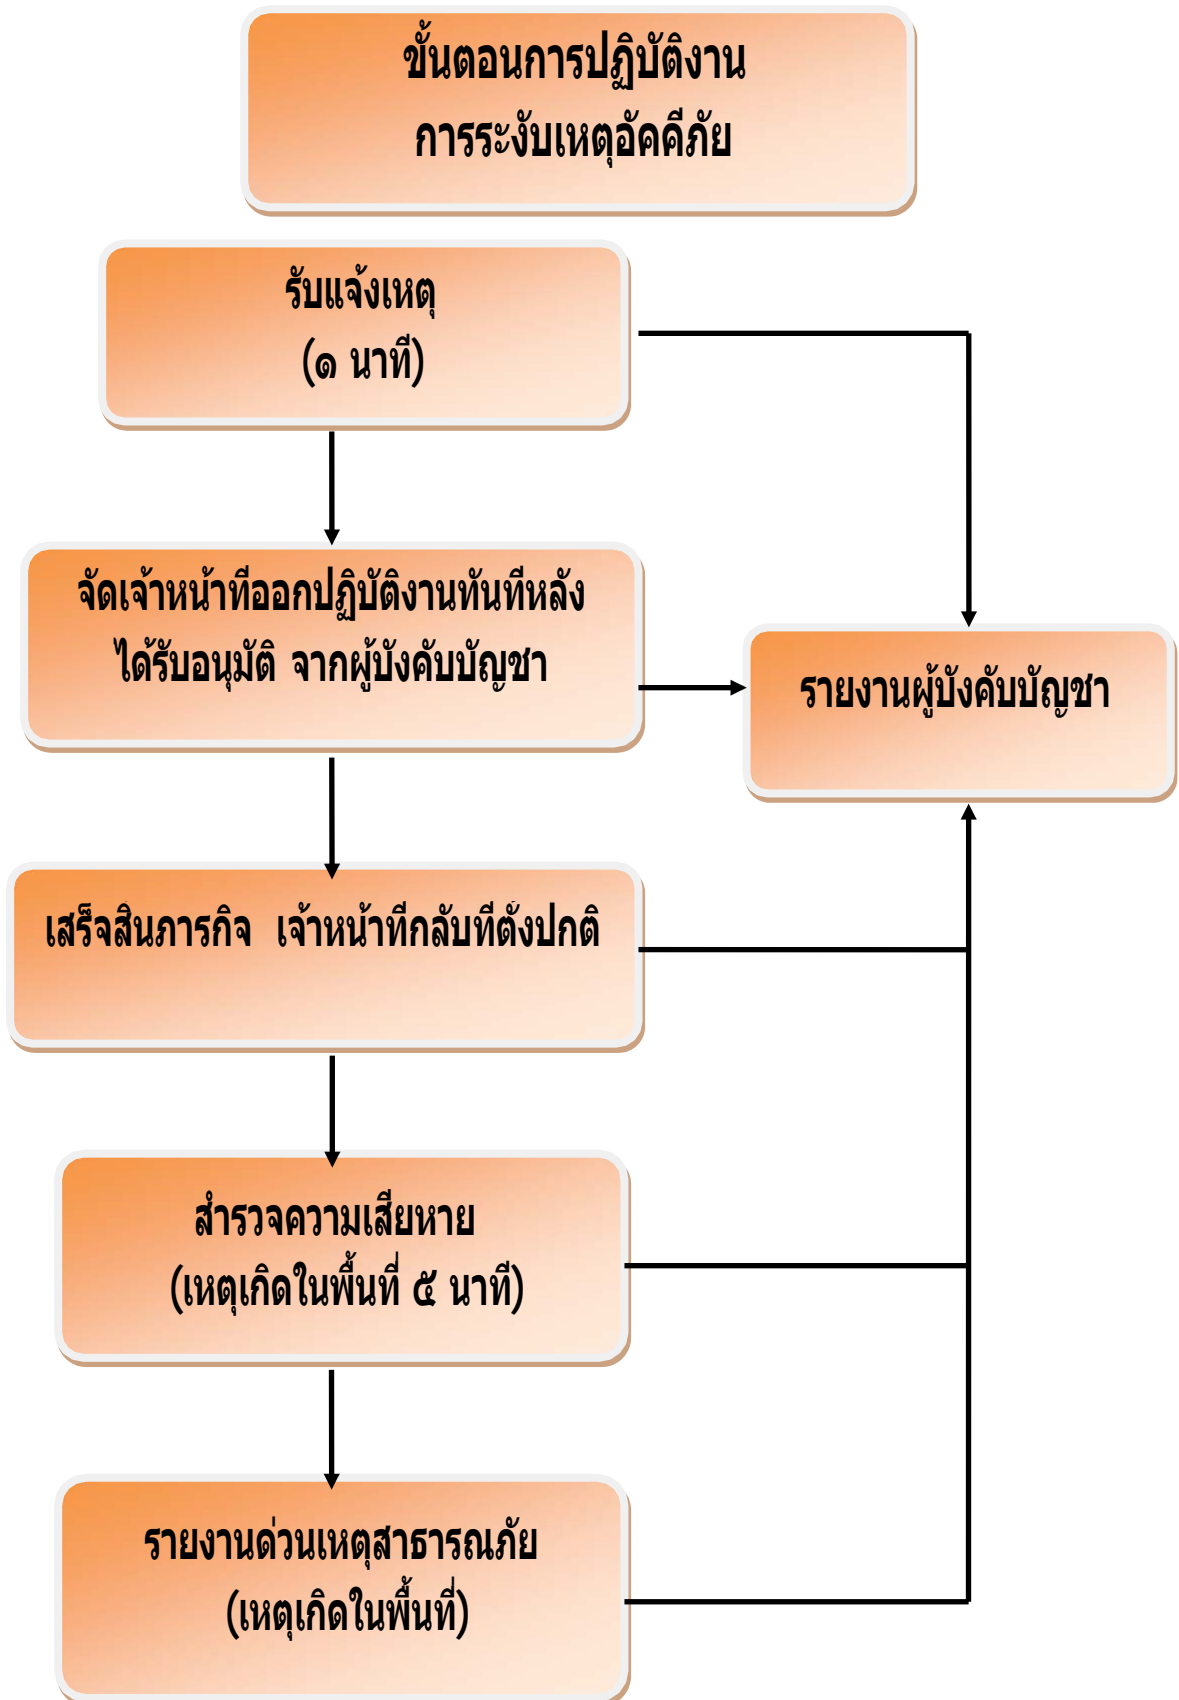 ขั้นตอนการปฏิบัติงาน
การระงับเหตุอัคคีภัย
รับแจ้งเหตุ
(๑ นาที)
จัดเจ้าหน้าที่ออกปฏิบัติงานทันทีหลัง
ได้รับอนุมัติ จากผู้บังคับบัญชา
รายงานผู้บังคับบัญชา
เสร็จสิ้นภารกิจ เจ้าหน้าที่กลับที่ตั้งปกติ
สำรวจความเสียหาย
(เหตุเกิดในพื้นที่ ๕ นาที)
รายงานด่วนเหตุสาธารณภัย
(เหตุเกิดในพื้นที่)